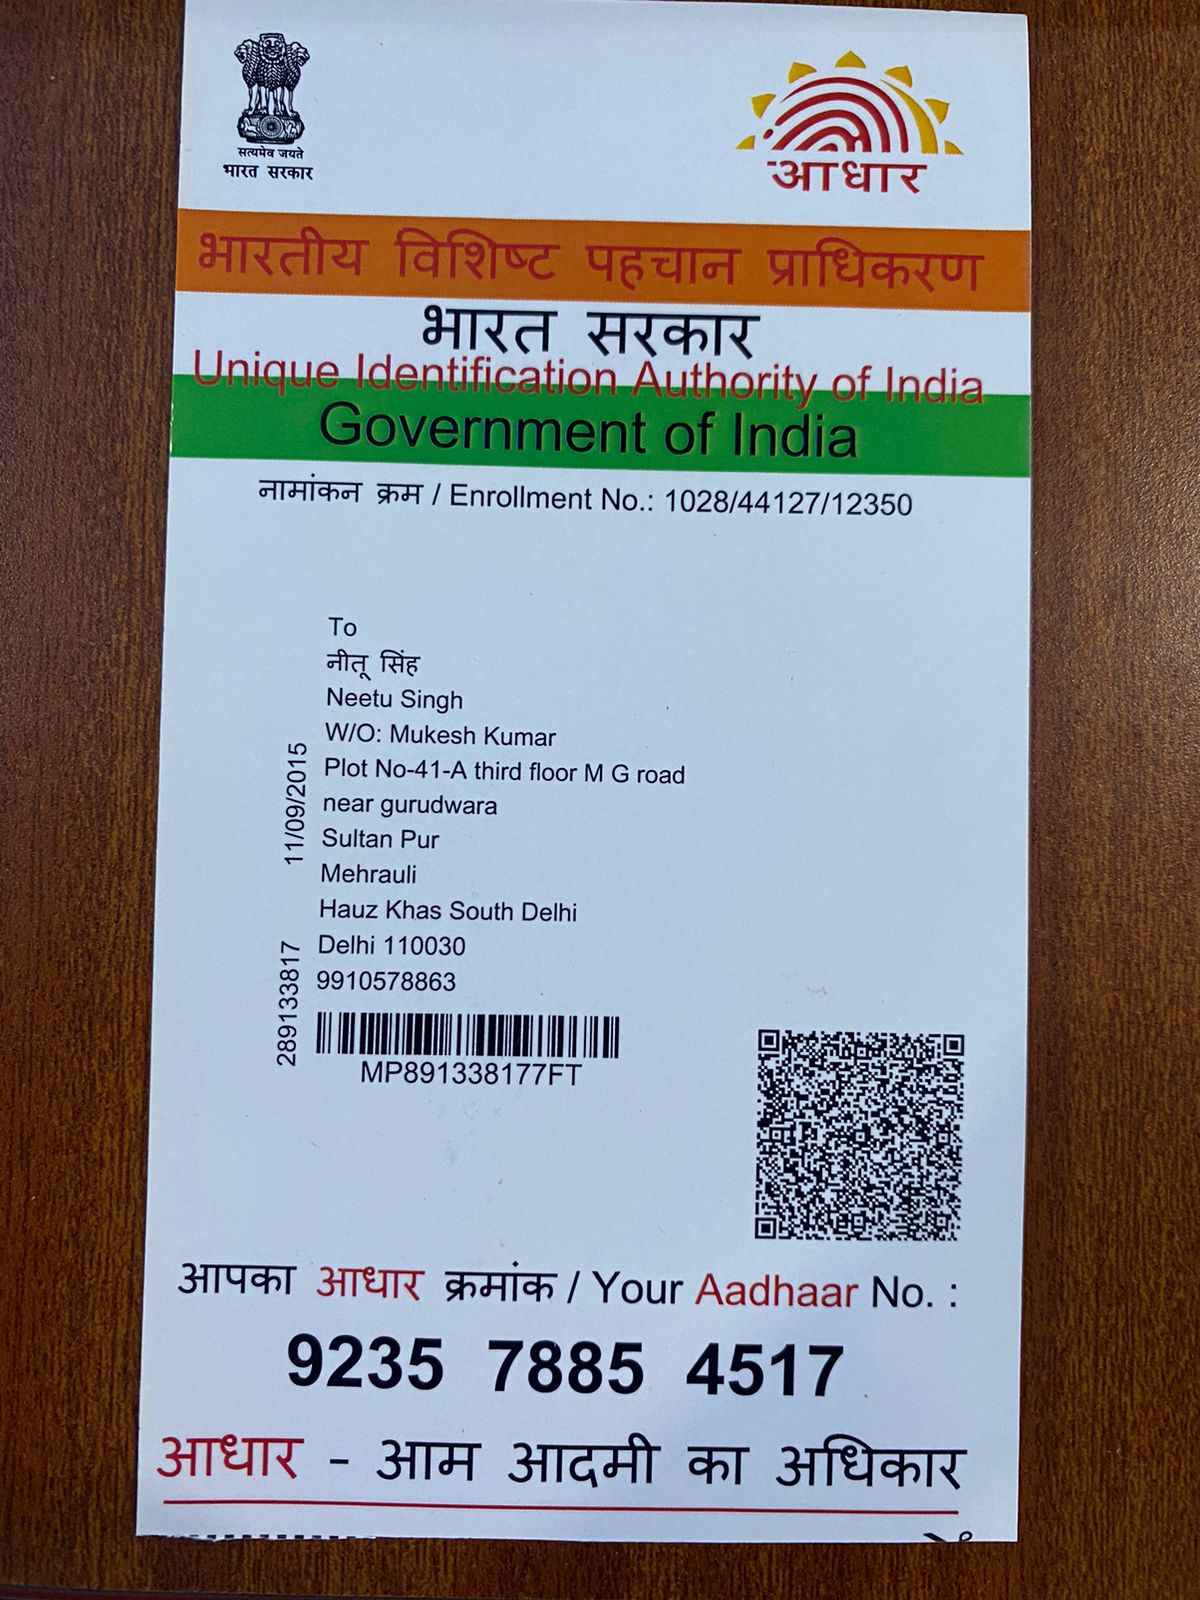 सत्यमेव जयते
भारत सरकार
आधार
भारतीय विशिष्ट पहचान प्राधिकरण
भारत सरकार
Unique Identification Authority of India
Government of India
नामांकन क्रम / Enrollment No.: 1028/44127/12350
To
नीतू सिंह
Neetu Singh
W/O: Mukesh Kumar
Plot No-41-A third floor M G road
near gurudwara
Sultan Pur
Mehrauli
Hauz Khas South Delhi
Delhi 110030
9910578863
11/09/2015
289133817
MP891338177FT
आपका आधार क्रमांक / Your Aadhaar No. :
9235 7885 4517
आधार - आम आदमी का अधिकार